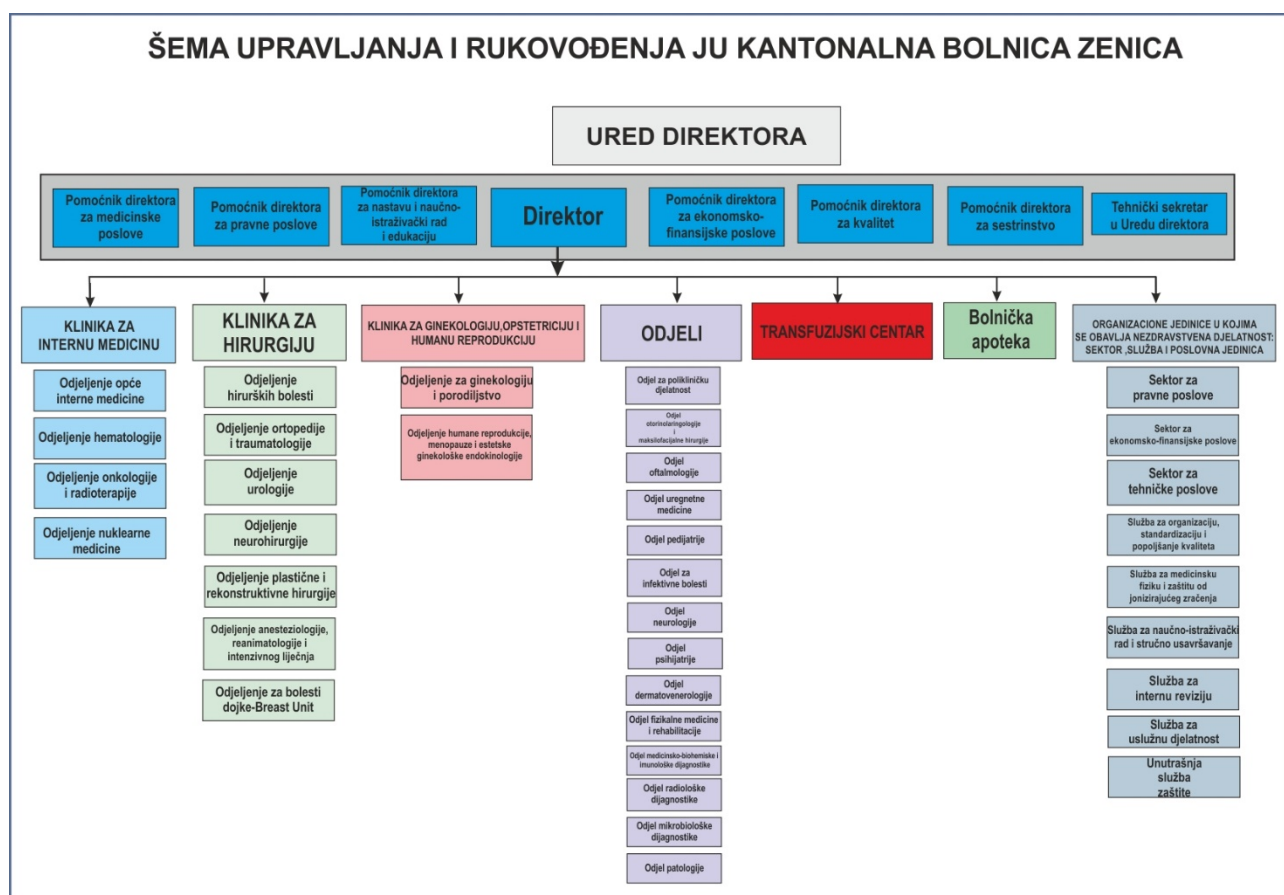 ŠEMA UPRAVLJANJA I RUKOVOĐENJA JU KANTONALNA BOLNICA ZENICA
URED DIREKTORA
Pomoćnik direktora
za medicinske
poslove
Pomoćnik direktora
za pravne poslove
Pomoćnik direktora
za nastavu i naučno-
istraživački rad
i edukaciju
Direktor
Pomoćnik direktora
za ekonomsko-
finansijske poslove
Pomoćnik direktora
za kvalitet
Pomoćnik direktora
za sestrinstvo
Tehnički sekretar
u Uredu direktora
KLINIKA ZA
INTERNU MEDICINU
Odjeljenje opće
interne medicine
Odjeljenje hematologije
Odjeljenje onkologije
i radioterapije
Odjeljenje nuklearne
medicine
KLINIKA ZA
HIRURGIJU
Odjeljenje
hirurških bolesti
Odjeljenje ortopedije
i traumatologije
Odjeljenje
urologije
Odjeljenje
neurohirurgije
Odjeljenje plastične i
rekonstruktivne hirurgije
Odjeljenje anesteziologije,
reanimatologije i
intenzivnog liječnja
Odjeljenje za bolesti
dojke-Breast Unit
KLINIKA ZA GINEKOLOGIJU,OPSTETRICIJU I
HUMANU REPRODUKCIJU
Odjeljenje za ginekologiju
i porodiljstvo
Odjeljenje humane reprodukcije,
menopauze i estetske
ginekološke endokinologije
ODJELI
Odjel za polikliničku
djelatnost
Odjel
otorinolaringologije
i
maksilofacijalne hirurgije
Odjel
oftalmologije
Odjel uregnetne
medicine
Odjel pedijatrije
Odjel za
infektivne bolesti
Odjel
neurologije
Odjel
psihijatrije
Odjel
dermatovenerologije
Odjel fizikalne medicine
i rehabilitacije
Odjel medicinsko-biohemiske i
imunološke dijagnostike
Odjel radiološke
dijagnostike
Odjel mikrobiološke
dijagnostike
Odjel patologije
TRANSFUZIJSKI CENTAR
Bolnička
apoteka
ORGANIZACIONE JEDINICE U KOJIMA
SE OBAVLJA NEZDRAVSTVENA DJELATNOST:
SEKTOR ,SLUŽBA I POSLOVNA JEDINICA
Sektor za
pravne poslove
Sektor za
ekonomsko-finansijske poslove
Sektor za
tehničke poslove
Služba za organizaciju,
standardizaciju i
popoljšanje kvaliteta
Služba za medicinsku
fiziku i zaštitu od
jonizirajućeg zračenja
Služba za naučno-istraživački
rad i stručno usavršavanje
Služba za
internu reviziju
Služba za
uslužnu djelatnost
Unutrašnja
služba
zaštite